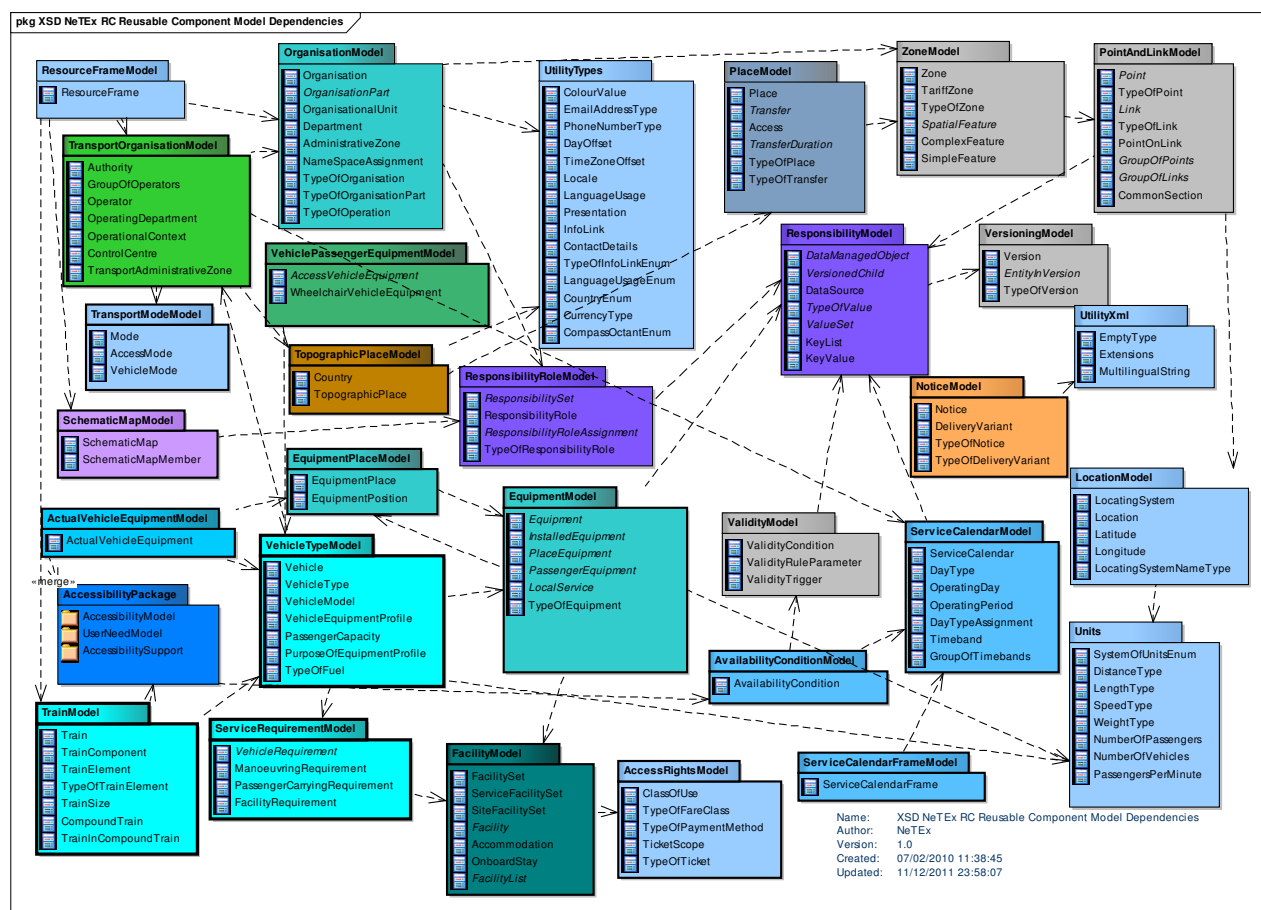 pkg XSD NeTEx RC Reusable Component Model Dependencies
ResourceFrameModel
ResourceFrame
OrganisationModel
Organisation
OrganisationPart
OrganisationalUnit
Department
AdministrativeZone
NameSpaceAssignment
TypeOfOrganisation
TypeOfOrganisationPart
TypeOfOperation
UtilityTypes
ColourValue
EmailAddressType
PhoneNumberType
DayOffset
TimeZoneOffset
Locale
LanguageUsage
Presentation
InfoLink
ContactDetails
TypeOfInfoLinkEnum
LanguageUsageEnum
CountryEnum
CurrencyType
CompassOctantEnum
PlaceModel
Place
Transfer
Access
TransferDuration
TypeOfPlace
TypeOfTransfer
ZoneModel
Zone
TariffZone
TypeOfZone
SpatialFeature
ComplexFeature
SimpleFeature
PointAndLinkModel
Point
TypeOfPoint
Link
TypeOfLink
PointOnLink
GroupOfPoints
GroupOfLinks
CommonSection
TransportOrganisationModel
Authority
GroupOfOperators
Operator
OperatingDepartment
OperationalContext
ControlCentre
TransportAdministrativeZone
VehiclePassengerEquipmentModel
AccessVehicleEquipment
WheelchairVehicleEquipment
ResponsibilityModel
DataManagedObject
VersionedChild
DataSource
TypeOfValue
ValueSet
KeyList
KeyValue
VersioningModel
Version
EntityInVersion
TypeOfVersion
TransportModeModel
Mode
AccessMode
VehicleMode
TopographicPlaceModel
Country
TopographicPlace
UtilityXml
EmptyType
Extensions
MultilingualString
ResponsibilityRoleModel
ResponsibilitySet
ResponsibilityRole
ResponsibilityRoleAssignment
TypeOfResponsibilityRole
NoticeModel
Notice
DeliveryVariant
TypeOfNotice
TypeOfDeliveryVariant
SchematicMapModel
SchematicMap
SchematicMapMember
EquipmentPlaceModel
EquipmentPlace
EquipmentPosition
EquipmentModel
Equipment
InstalledEquipment
PlaceEquipment
PassengerEquipment
LocalService
TypeOfEquipment
LocationModel
LocatingSystem
Location
Latitude
Longitude
LocatingSystemNameType
ActualVehicleEquipmentModel
ActualVehicleEquipment
ValidityModel
ValidityCondition
ValidityRuleParameter
ValidityTrigger
ServiceCalendarModel
ServiceCalendar
DayType
OperatingDay
OperatingPeriod
DayTypeAssignment
Timeband
GroupOfTimebands
VehicleTypeModel
Vehicle
VehicleType
VehicleModel
VehicleEquipmentProfile
PassengerCapacity
PurposeOfEquipmentProfile
TypeOfFuel
«merge»
AccessibilityPackage
AccessibilityModel
UserNeedModel
AccessibilitySupport
Units
SystemOfUnitsEnum
DistanceType
LengthType
SpeedType
WeightType
NumberOfPassengers
NumberOfVehicles
PassengersPerMinute
AvailabilityConditionModel
AvailabilityCondition
TrainModel
Train
TrainComponent
TrainElement
TypeOfTrainElement
TrainSize
CompoundTrain
TrainInCompoundTrain
ServiceRequirementModel
VehicleRequirement
ManoeuvringRequirement
PassengerCarryingRequirement
FacilityRequirement
FacilityModel
FacilitySet
ServiceFacilitySet
SiteFacilitySet
Facility
Accommodation
OnboardStay
FacilityList
AccessRightsModel
ClassOfUse
TypeOfFareClass
TypeOfPaymentMethod
TicketScope
TypeOfTicket
ServiceCalendarFrameModel
ServiceCalendarFrame
Name: XSD NeTEx RC Reusable Component Model Dependencies
Author: NeTEx
Version: 1.0
Created: 07/02/2010 11:38:45
Updated: 11/12/2011 23:58:07